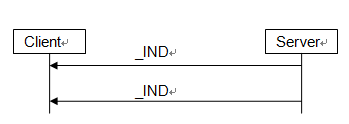 Client
Server
_IND
_IND